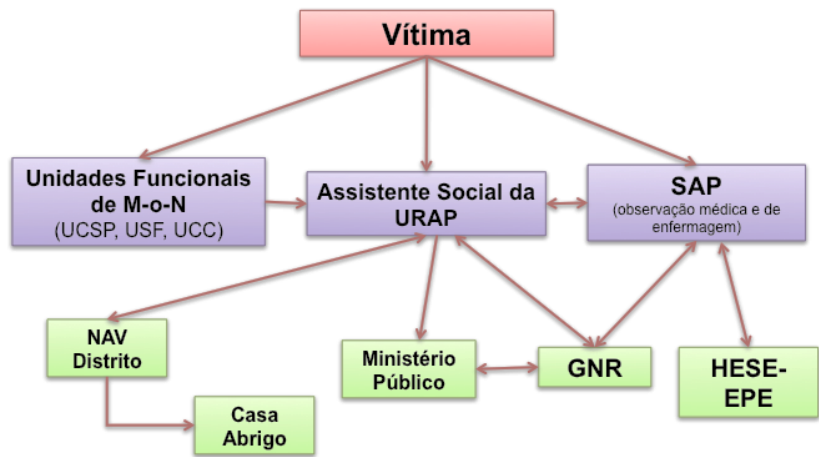 Vítima
Unidades Funcionais
de M-o-N
(UCSP, USF, UCC)
Assistente Social da
URAP
SAP
(observação médica e de
enfermagem)
NAV
Distrito
Ministério
Público
GNR
HESE-
EPE
Casa
Abrigo